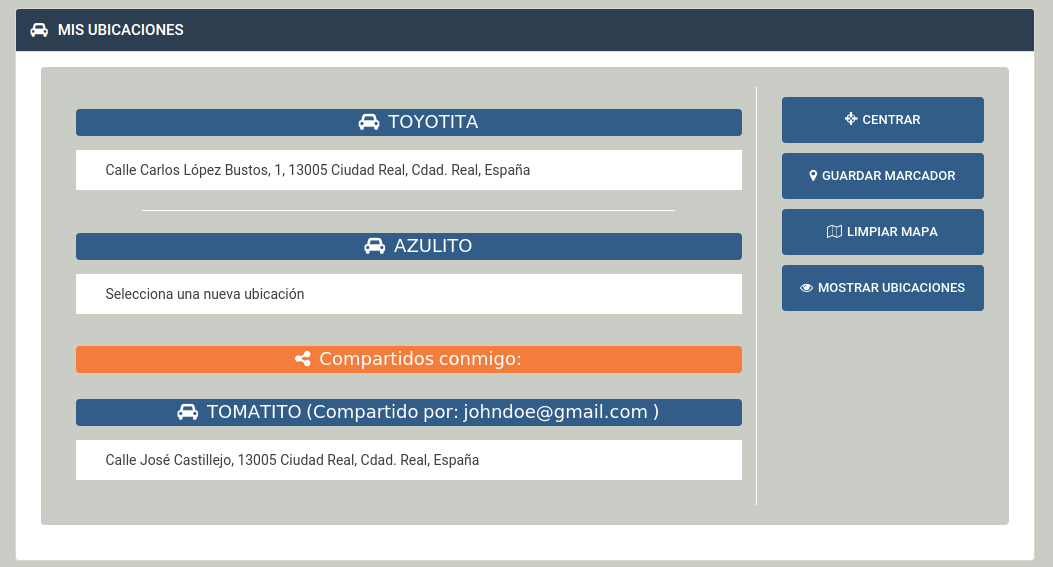 MIS UBICACIONES
TOYOTITA
Calle Carlos López Bustos, 1, 13005 Ciudad Real, Cdad. Real, España
AZULITO
Selecciona una nueva ubicación
Compartidos conmigo:
TOMATITO (Compartido por: johndoe@gmail.com )
Calle José Castillejo, 13005 Ciudad Real, Cdad. Real, España
CENTRAR
GUARDAR MARCADOR
LIMPIAR MAPA
MOSTRAR UBICACIONES